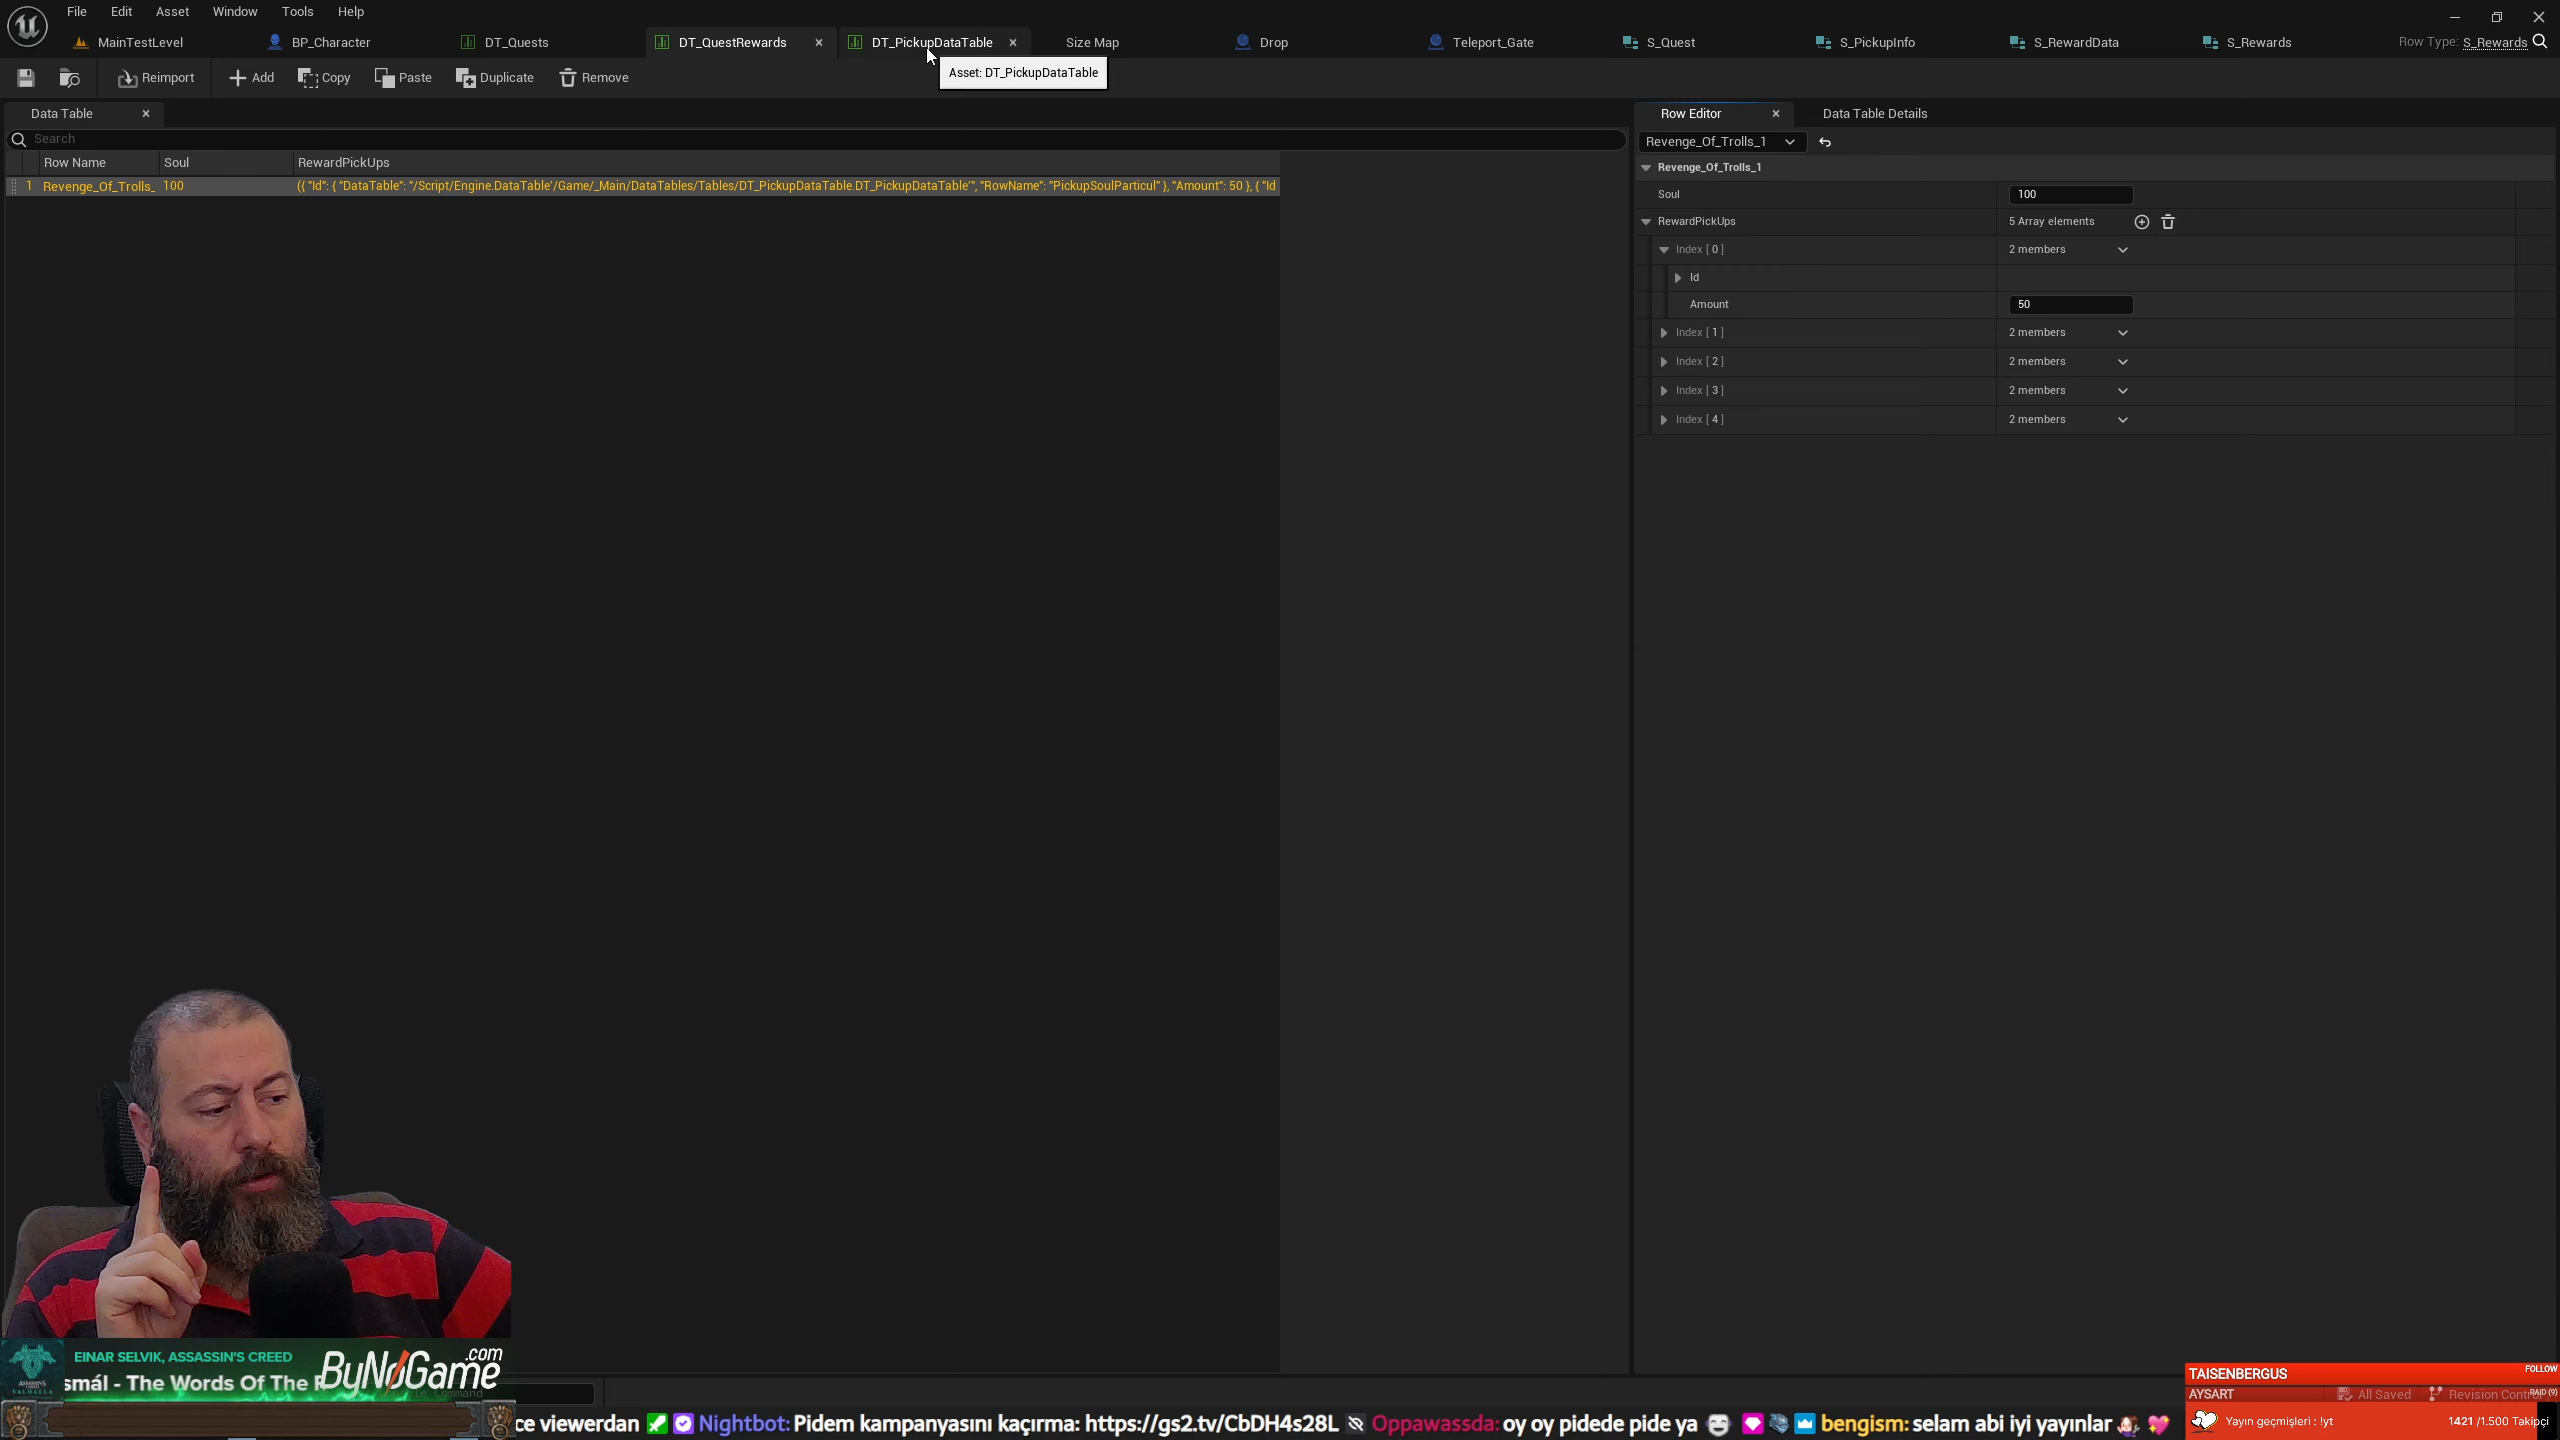 File Edit Asset Window Tools Help
MainTestLevel BP_Character DT_Quests DT_QuestRewards DT_PickupDataTable Size Map Drop Teleport_Gate S_Quest S_PickupInfo S_RewardData S_Rewards Row Type: S_Rewards
Reimport Add Copy Paste Duplicate Remove
Asset: DT_PickupDataTable
Data Table
Search
Row Name Soul RewardPickUps
1 Revenge_Of_Trolls_ 100 ({ "Id": { "DataTable": "/Script/Engine.DataTable'/Game/_Main/DataTables/Tables/DT_PickupDataTable.DT_PickupDataTable'", "RowName": "PickupSoulParticul" }, "Amount": 50 }, { "Id
Row Editor Data Table Details
Revenge_Of_Trolls_1
Revenge_Of_Trolls_1
Soul 100
RewardPickUps 5 Array elements
Index [ 0 ] 2 members
Id
Amount 50
Index [ 1 ] 2 members
Index [ 2 ] 2 members
Index [ 3 ] 2 members
Index [ 4 ] 2 members
EINAR SELVIK, ASSASSIN'S CREED
smál - The Words Of The
ByNoGame.com
Command
TAISENBERGUS FOLLOW
AYSART RAID (9)
All Saved Revision Control
Yayın geçmişleri : !yt 1421 /1.500 Takipçi
ce viewerdan Nightbot: Pidem kampanyasını kaçırma: https://gs2.tv/CbDH4s28L Oppawassda: oy oy pidede pide ya bengism: selam abi iyi yayınlar